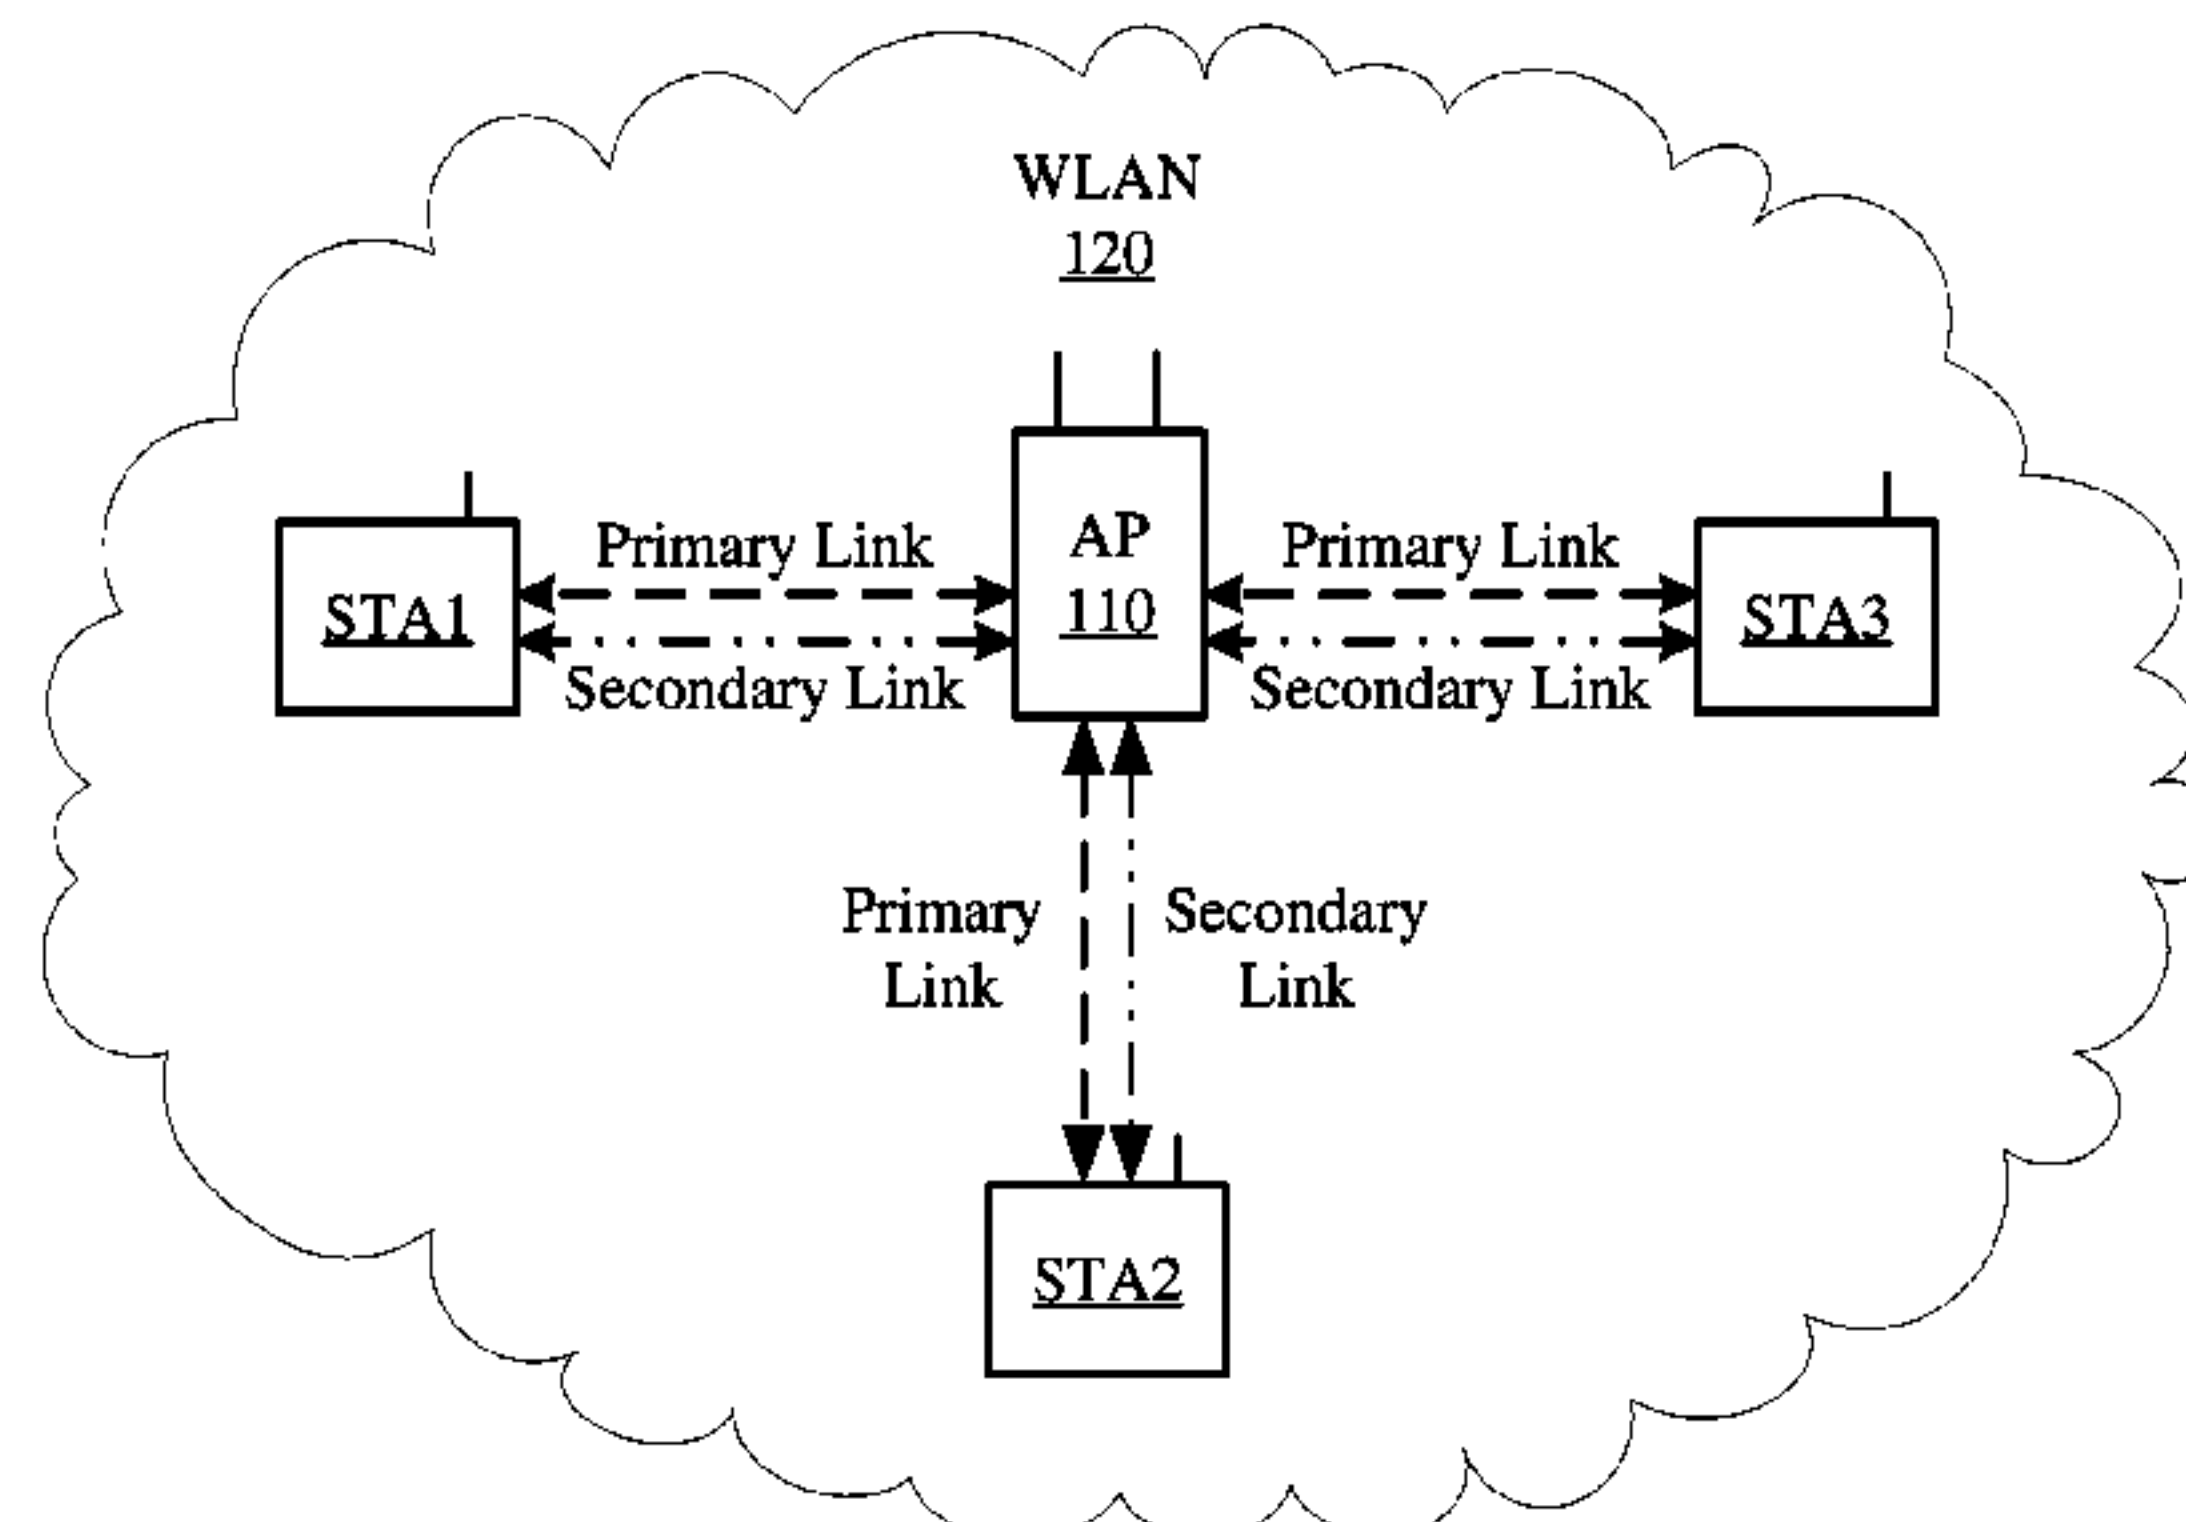 WLAN
120
Primary Link
AP
Primary Link
STA1
110
STA3
Secondary Link
Secondary Link
Primary
Link
Secondary
Link
STA2